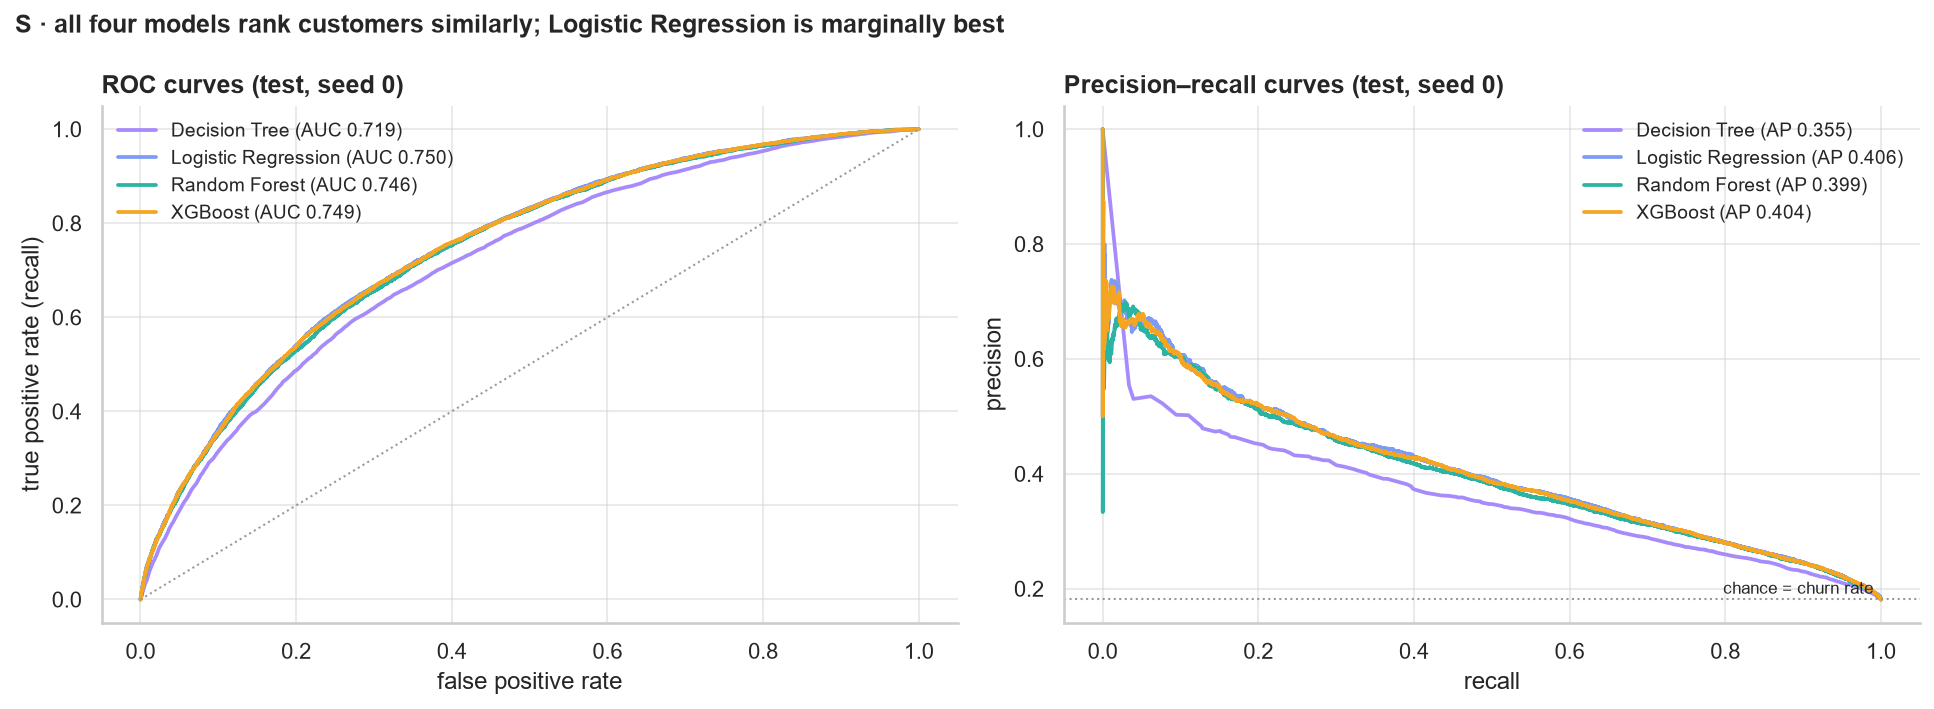 S · all four models rank customers similarly; Logistic Regression is marginally best
ROC curves (test, seed 0)
1.0
0.8
0.6
0.4
0.2
0.0
true positive rate (recall)
Decision Tree (AUC 0.719)
Logistic Regression (AUC 0.750)
Random Forest (AUC 0.746)
XGBoost (AUC 0.749)
0.0 0.2 0.4 0.6 0.8 1.0
false positive rate
Precision–recall curves (test, seed 0)
1.0
0.8
0.6
0.4
0.2
precision
Decision Tree (AP 0.355)
Logistic Regression (AP 0.406)
Random Forest (AP 0.399)
XGBoost (AP 0.404)
chance = churn rate
0.0 0.2 0.4 0.6 0.8 1.0
recall